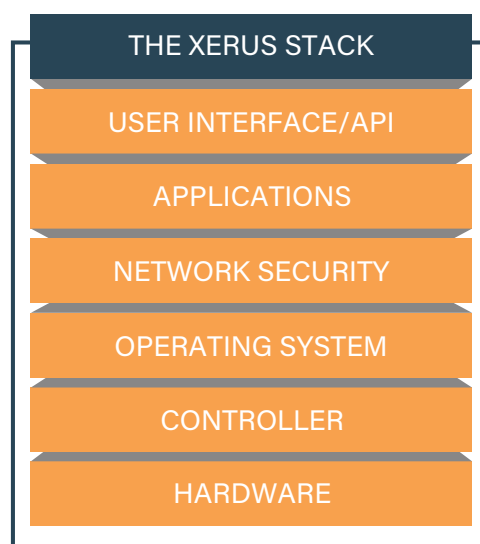 THE XERUS STACK
USER INTERFACE/API
APPLICATIONS
NETWORK SECURITY
OPERATING SYSTEM
CONTROLLER
HARDWARE